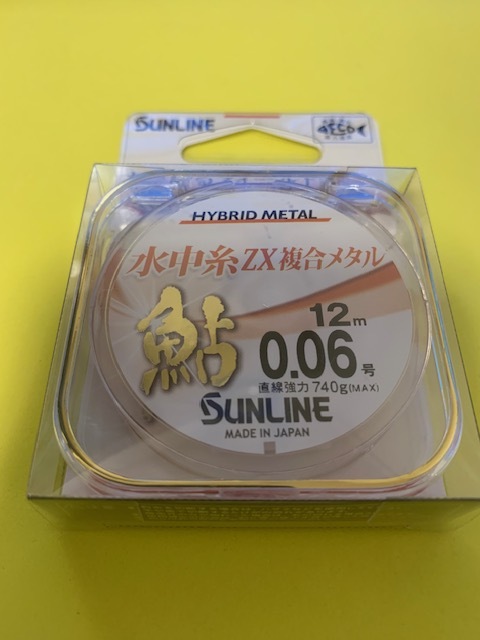 SUNLINE
HYBRID METAL
水中糸ZX複合メタル
鮎
12m
0.06号
直線強力 740g(MAX)
SUNLINE
MADE IN JAPAN